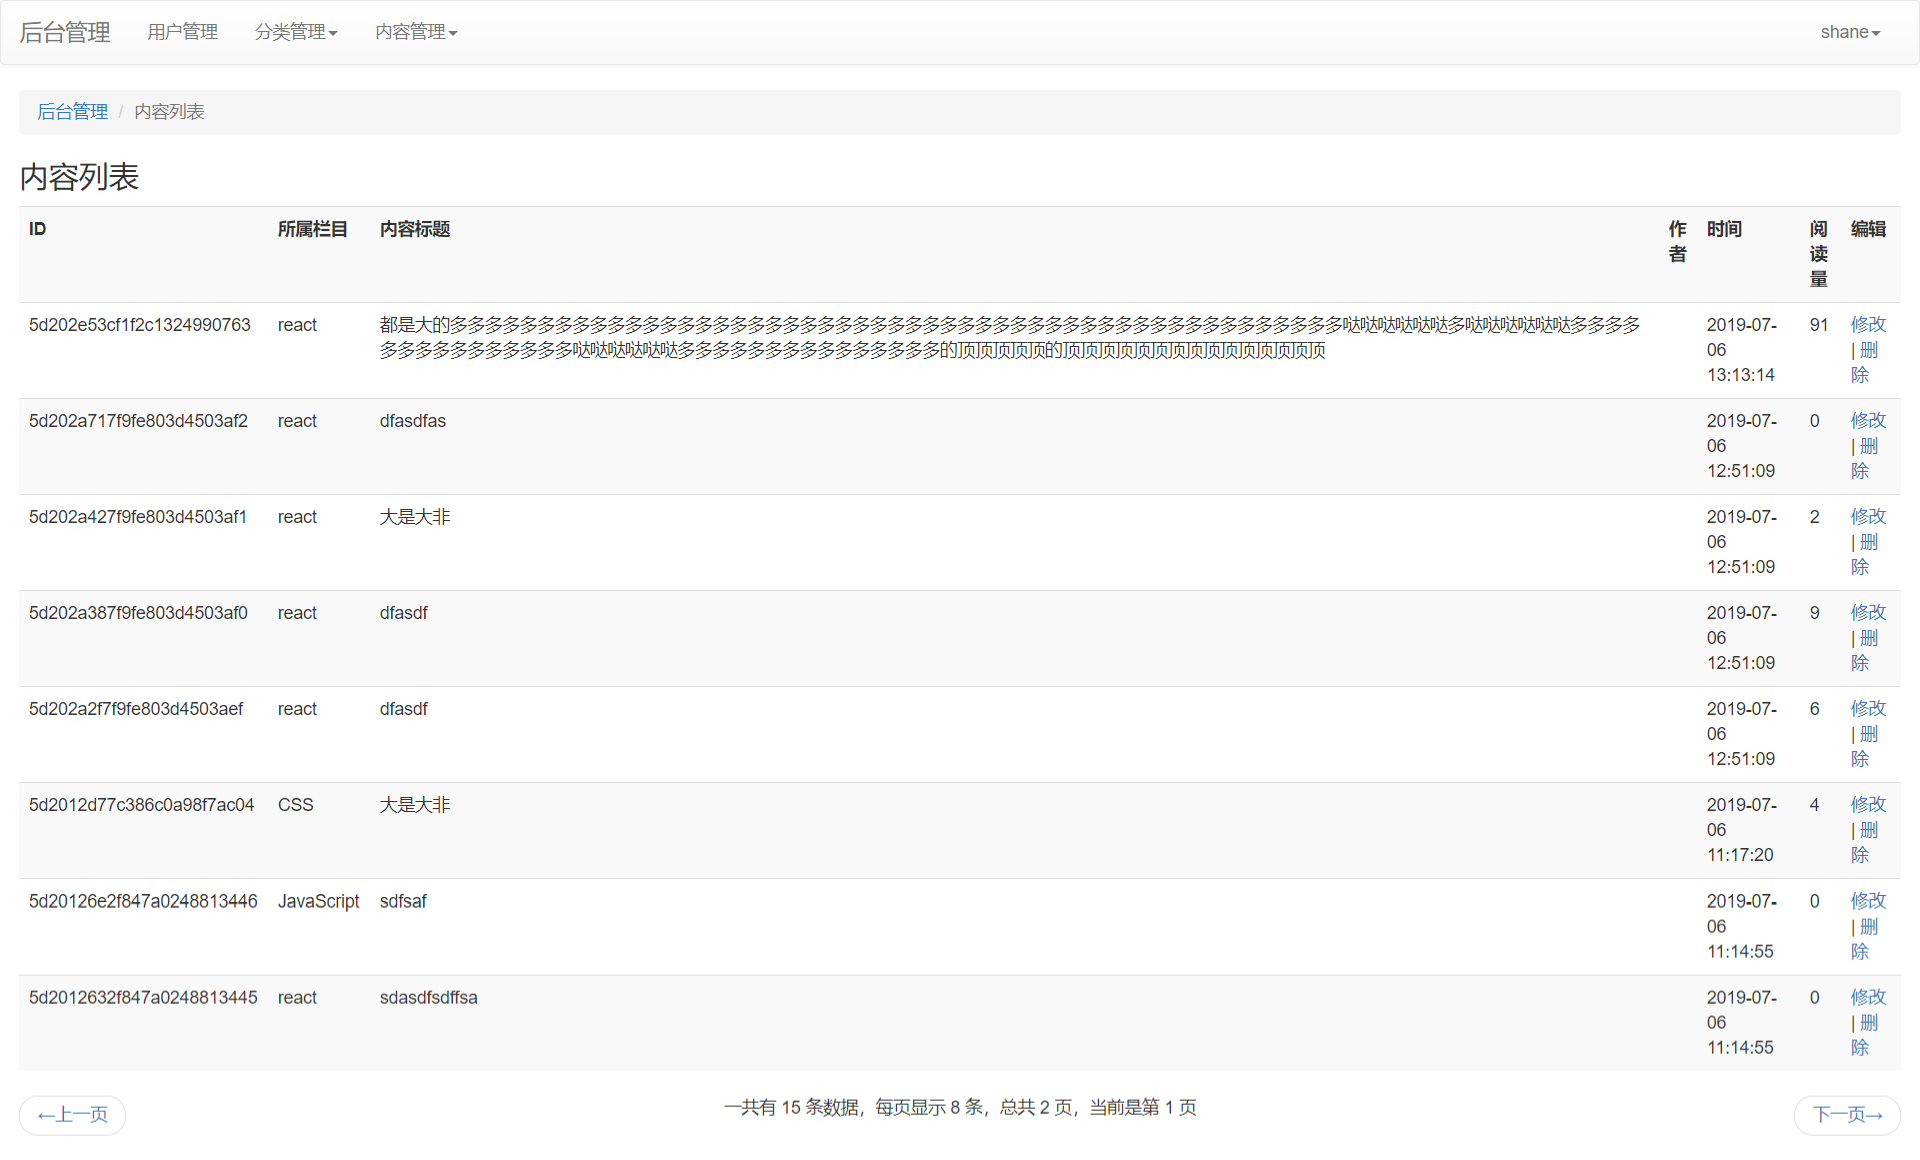 后台管理 用户管理 分类管理 内容管理 shane
后台管理 / 内容列表
内容列表
ID 所属栏目 内容标题 作 时间 阅 编辑
者 读
量
5d202e53cf1f2c1324990763 react 都是大的多多多多多多多多多多多多多多多多多多多多多多多多多多多多多多多多多多多多多多多多多多多多多多多多多多多哒哒哒哒哒哒多哒哒哒哒哒哒多多多多 2019-07- 91 修改
多多多多多多多多多多多哒哒哒哒哒哒多多多多多多多多多多多多多多多的顶顶顶顶顶的顶顶顶顶顶顶顶顶顶顶顶顶顶顶顶 06 | 删
13:13:14 除
5d202a717f9fe803d4503af2 react dfasdfas 2019-07- 0 修改
06 | 删
12:51:09 除
5d202a427f9fe803d4503af1 react 大是大非 2019-07- 2 修改
06 | 删
12:51:09 除
5d202a387f9fe803d4503af0 react dfasdf 2019-07- 9 修改
06 | 删
12:51:09 除
5d202a2f7f9fe803d4503aef react dfasdf 2019-07- 6 修改
06 | 删
12:51:09 除
5d2012d77c386c0a98f7ac04 CSS 大是大非 2019-07- 4 修改
06 | 删
11:17:20 除
5d20126e2f847a0248813446 JavaScript sdfsaf 2019-07- 0 修改
06 | 删
11:14:55 除
5d2012632f847a0248813445 react sdasdfsdffsa 2019-07- 0 修改
06 | 删
11:14:55 除
←上一页 一共有 15 条数据，每页显示 8 条，总共 2 页，当前是第 1 页 下一页→